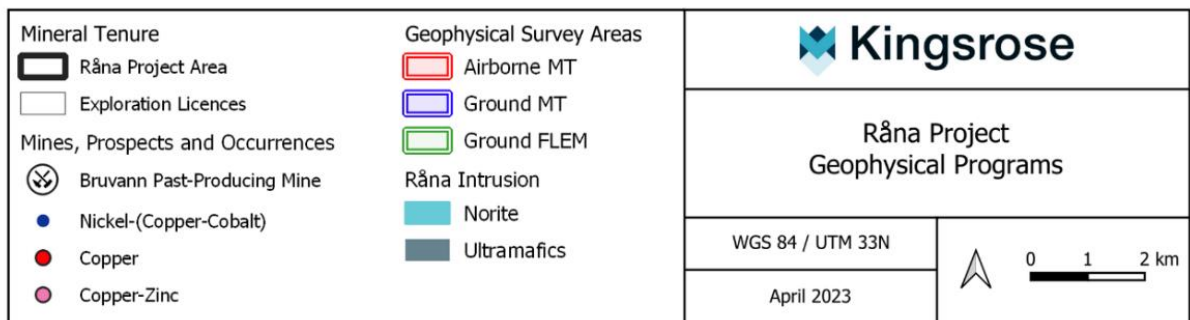 Mineral Tenure
Råna Project Area
Exploration Licences
Mines, Prospects and Occurrences
Bruvann Past-Producing Mine
Nickel-(Copper-Cobalt)
Copper
Copper-Zinc
Geophysical Survey Areas
Airborne MT
Ground MT
Ground FLEM
Råna Intrusion
Norite
Ultramafics
Kingsrose
Råna Project
Geophysical Programs
WGS 84 / UTM 33N
April 2023
0 1 2 km